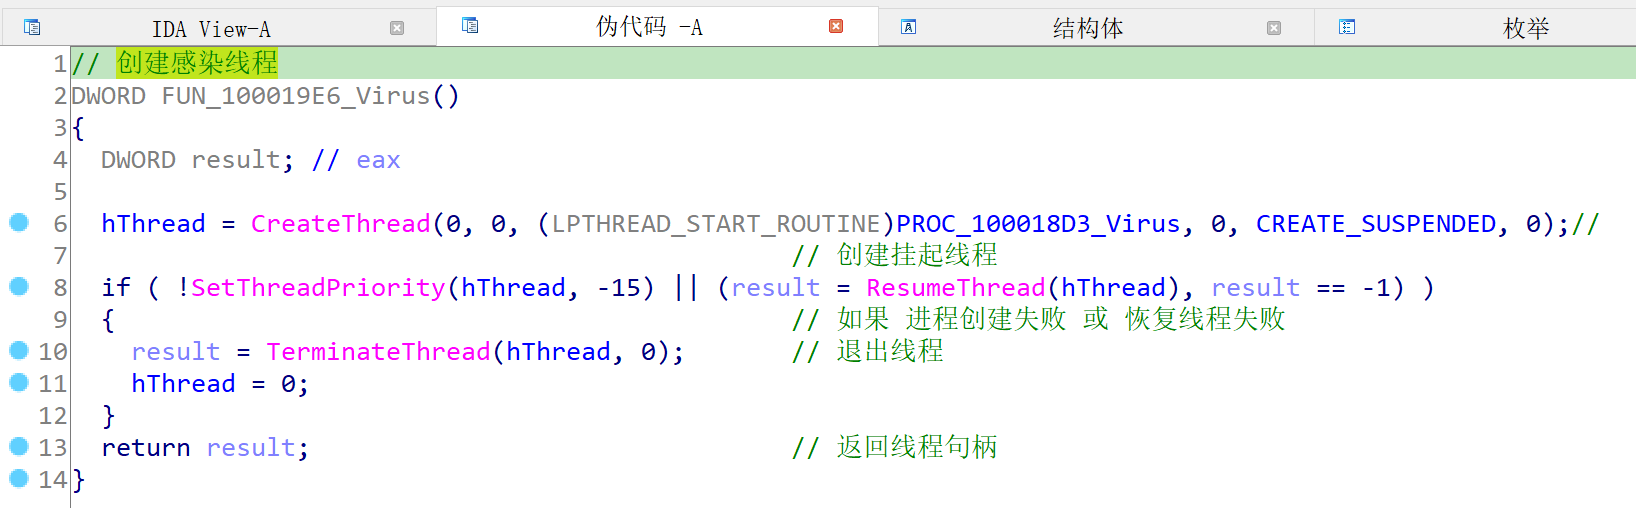 IDA View-A 伪代码 -A 结构体 枚举
1 // 创建感染线程
2 DWORD FUN_100019E6_Virus()
3 {
4   DWORD result; // eax
5
6   hThread = CreateThread(0, 0, (LPTHREAD_START_ROUTINE)PROC_100018D3_Virus, 0, CREATE_SUSPENDED, 0);//
7                                                // 创建挂起线程
8   if ( !SetThreadPriority(hThread, -15) || (result = ResumeThread(hThread), result == -1) )
9   {                                            // 如果 进程创建失败 或 恢复线程失败
10     result = TerminateThread(hThread, 0);       // 退出线程
11     hThread = 0;
12   }
13   return result;                               // 返回线程句柄
14 }